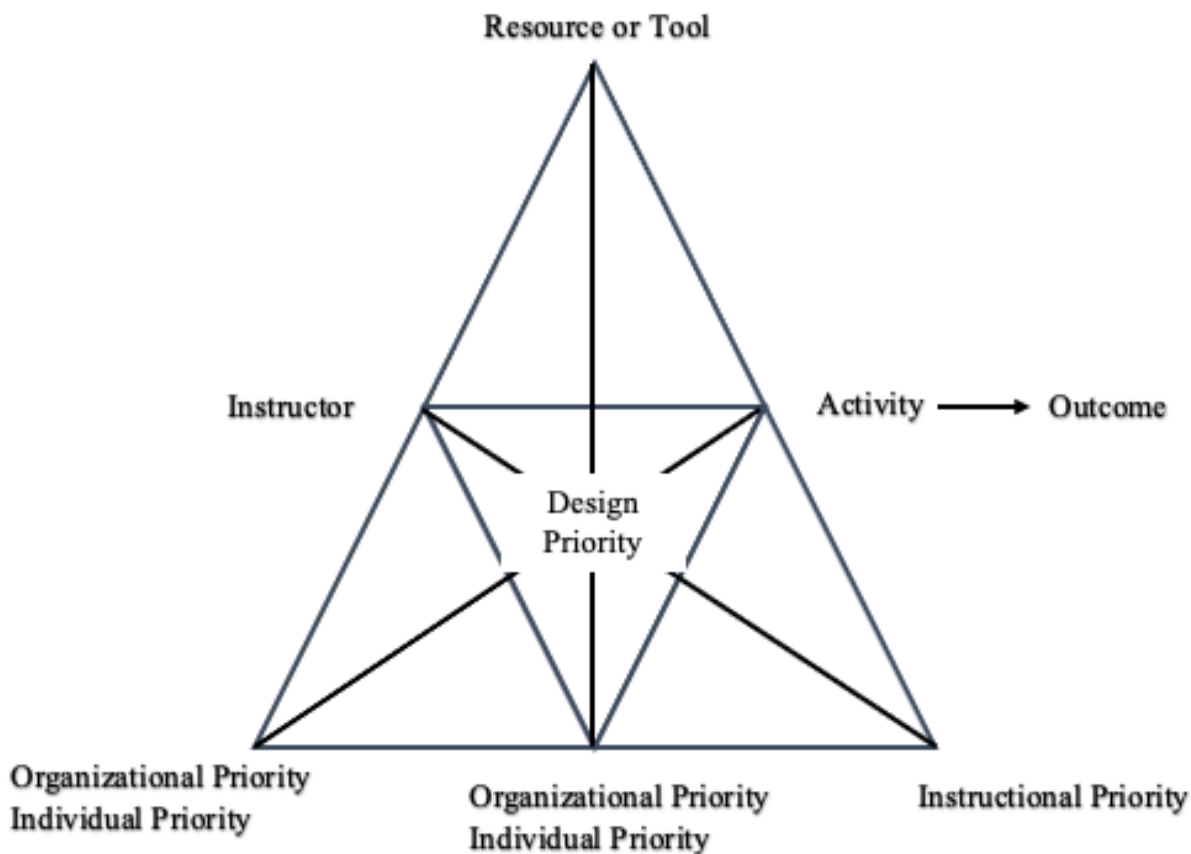 Resource or Tool
Instructor
Activity
Outcome
Design
Priority
Organizational Priority
Individual Priority
Organizational Priority
Individual Priority
Instructional Priority